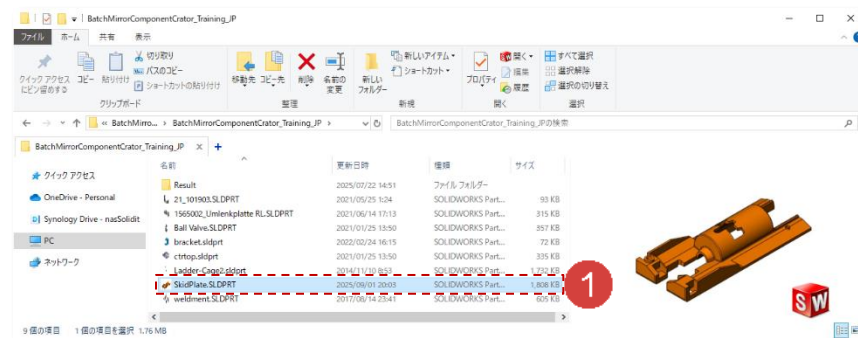 BatchMirrorComponentCrator_Training_JP
ファイル ホーム 共有 表示
クイック アクセスにピン留めする
コピー
貼り付け
切り取り
パスのコピー
ショートカットの貼り付け
クリップボード
移動先
コピー先
削除
名前の変更
整理
新しいフォルダー
新しいアイテム
ショートカット
新規
プロパティ
開く
編集
履歴
開く
すべて選択
選択解除
選択の切り替え
選択
« BatchMirro... › BatchMirrorComponentCrator_Training_JP ›
BatchMirrorComponentCrator_Training_JPの検索
BatchMirrorComponentCrator_Training_JP x +
クイック アクセス
OneDrive - Personal
Synology Drive - nasSolidit
PC
ネットワーク
名前 更新日時 種類 サイズ
Result 2025/07/22 14:51 ファイル フォルダー
21_101903.SLDPRT 2021/05/25 1:24 SOLIDWORKS Part... 93 KB
1565002_Umlenkplatte RL.SLDPRT 2021/06/14 17:13 SOLIDWORKS Part... 315 KB
Ball Valve.SLDPRT 2021/01/25 13:50 SOLIDWORKS Part... 357 KB
bracket.sldprt 2022/02/24 16:15 SOLIDWORKS Part... 72 KB
ctrtop.sldprt 2021/01/25 13:50 SOLIDWORKS Part... 335 KB
Ladder-Cage2.sldprt 2014/11/10 8:53 SOLIDWORKS Part... 1,732 KB
SkidPlate.SLDPRT 2025/09/01 20:03 SOLIDWORKS Part... 1,808 KB
weldment.SLDPRT 2017/08/14 23:41 SOLIDWORKS Part... 605 KB
1
SW
9 個の項目 1 個の項目を選択 1.76 MB